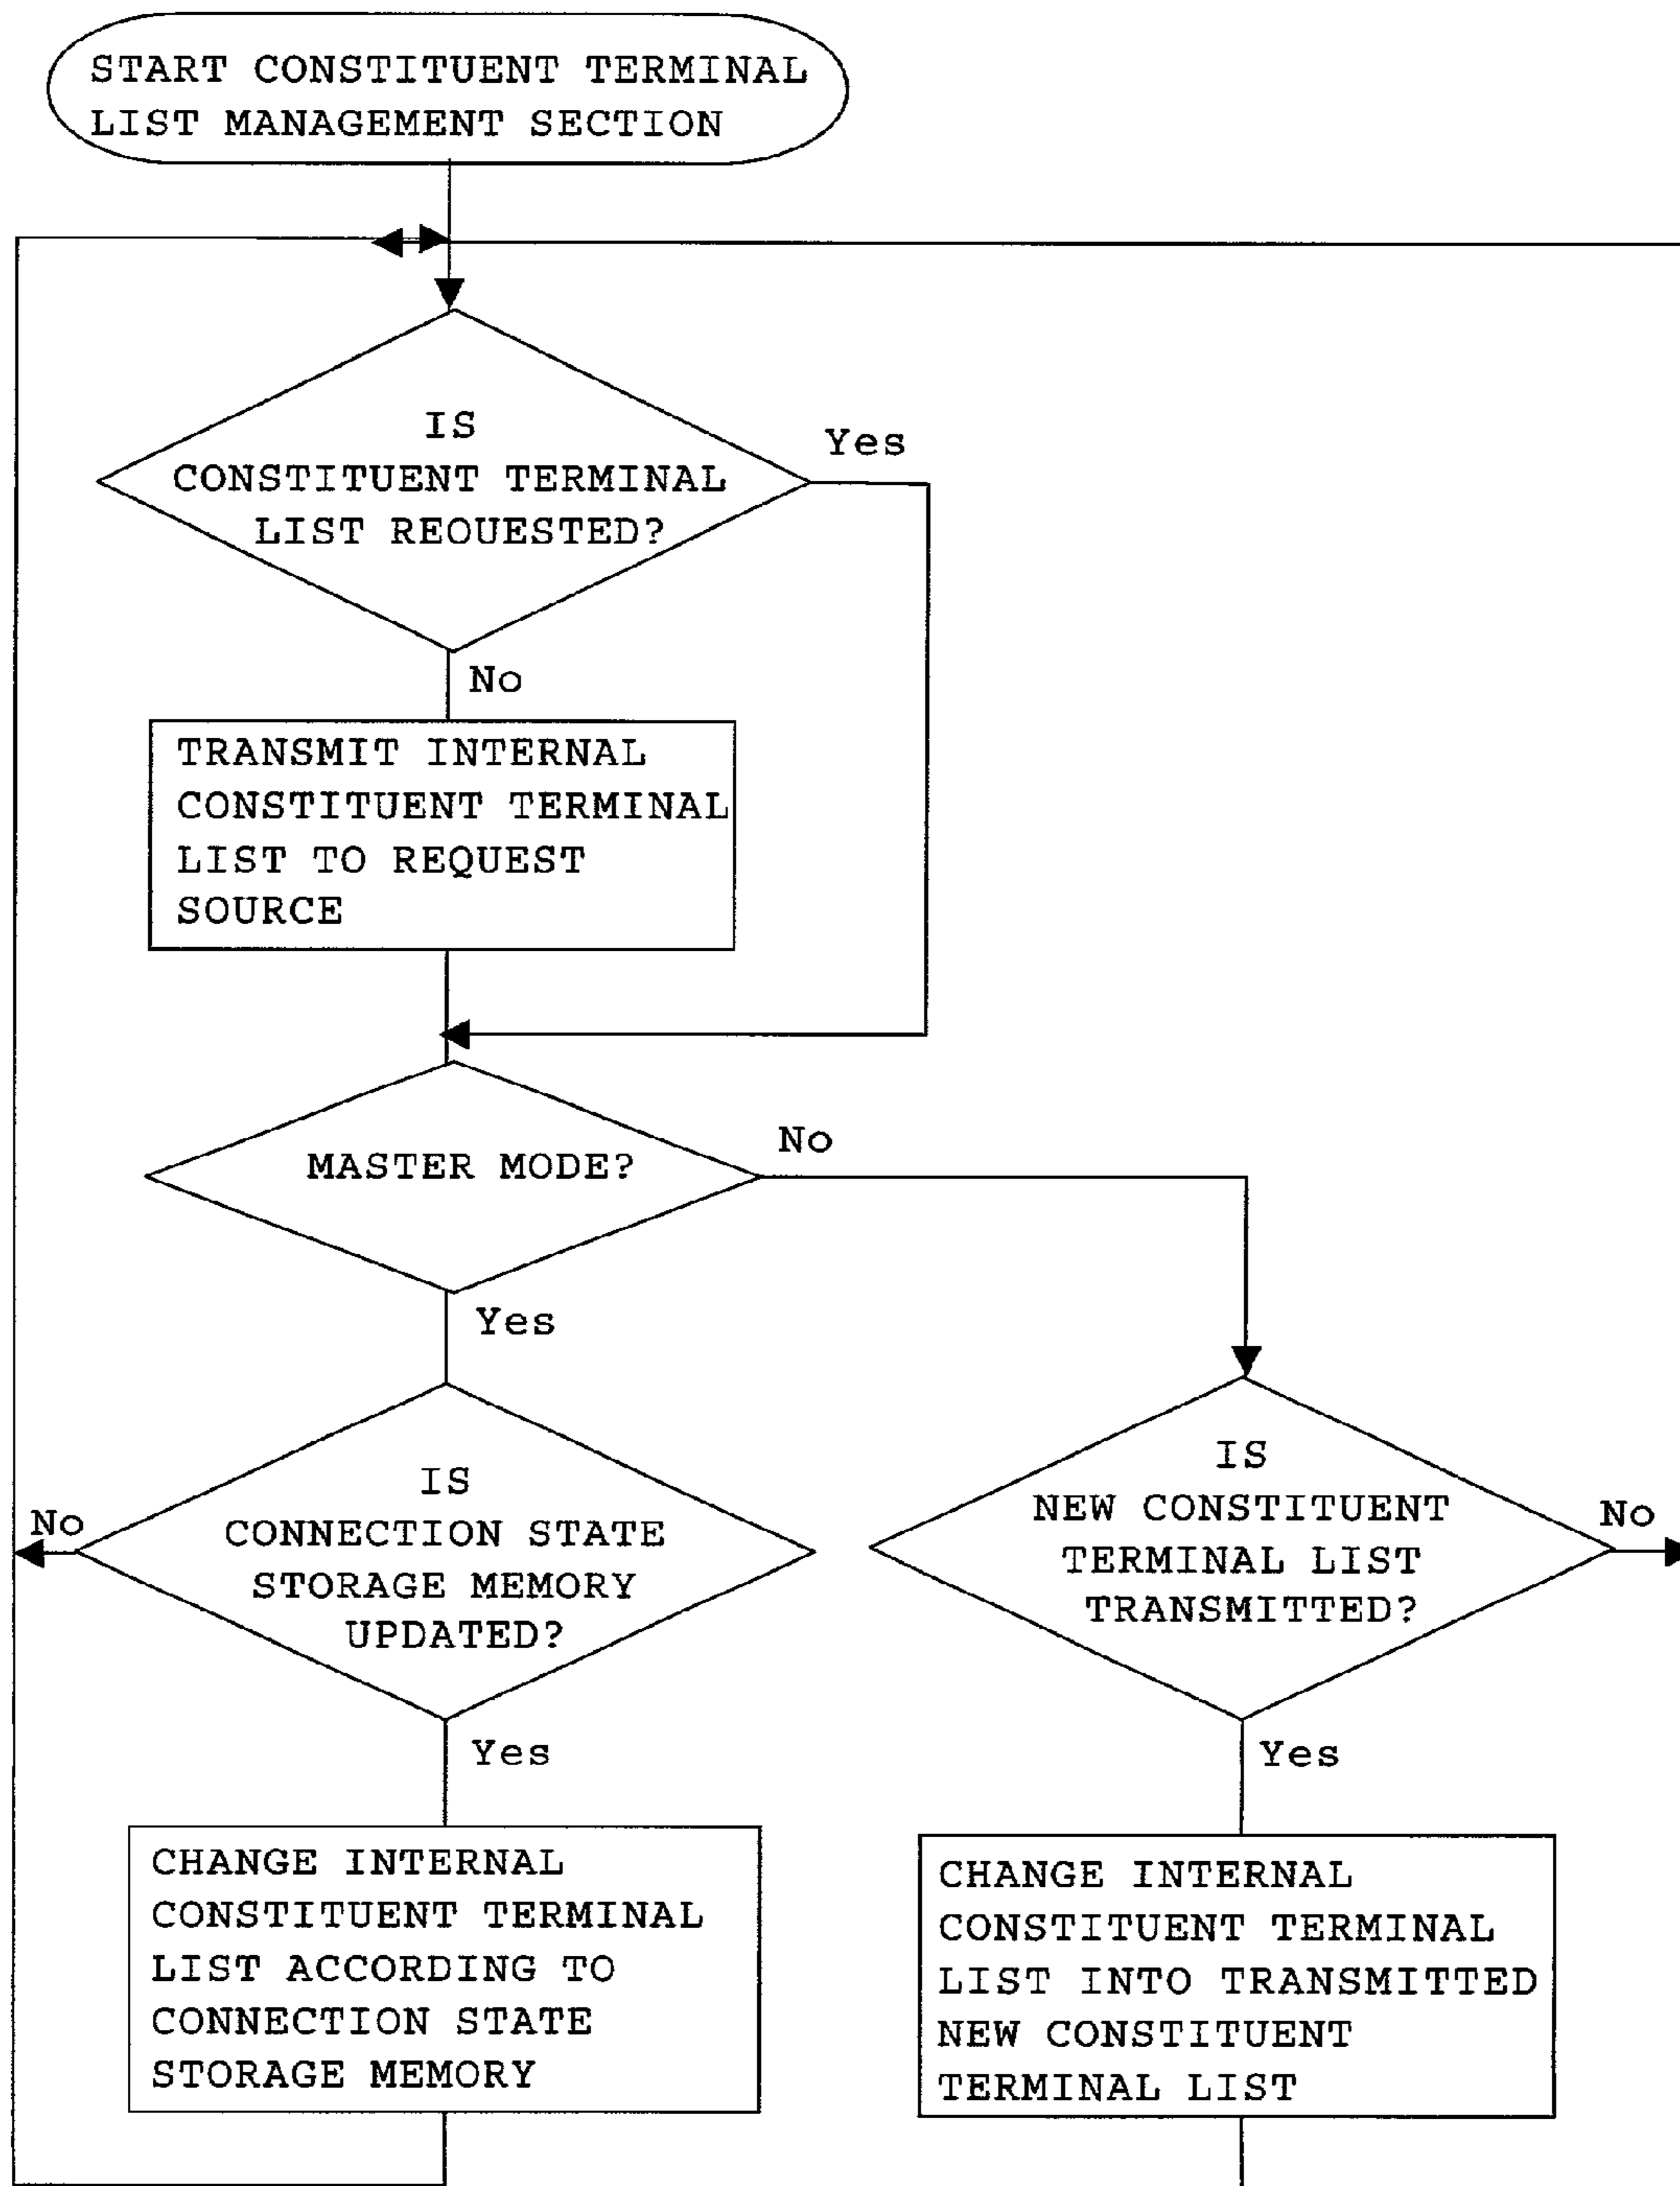 START CONSTITUENT TERMINAL
LIST MANAGEMENT SECTION
IS
CONSTITUENT TERMINAL
LIST REOUESTED?
Yes
No
TRANSMIT INTERNAL
CONSTITUENT TERMINAL
LIST TO REQUEST
SOURCE
MASTER MODE?
No
Yes
IS
CONNECTION STATE
STORAGE MEMORY
UPDATED?
No
Yes
IS
NEW CONSTITUENT
TERMINAL LIST
TRANSMITTED?
No
Yes
CHANGE INTERNAL
CONSTITUENT TERMINAL
LIST ACCORDING TO
CONNECTION STATE
STORAGE MEMORY
CHANGE INTERNAL
CONSTITUENT TERMINAL
LIST INTO TRANSMITTED
NEW CONSTITUENT
TERMINAL LIST